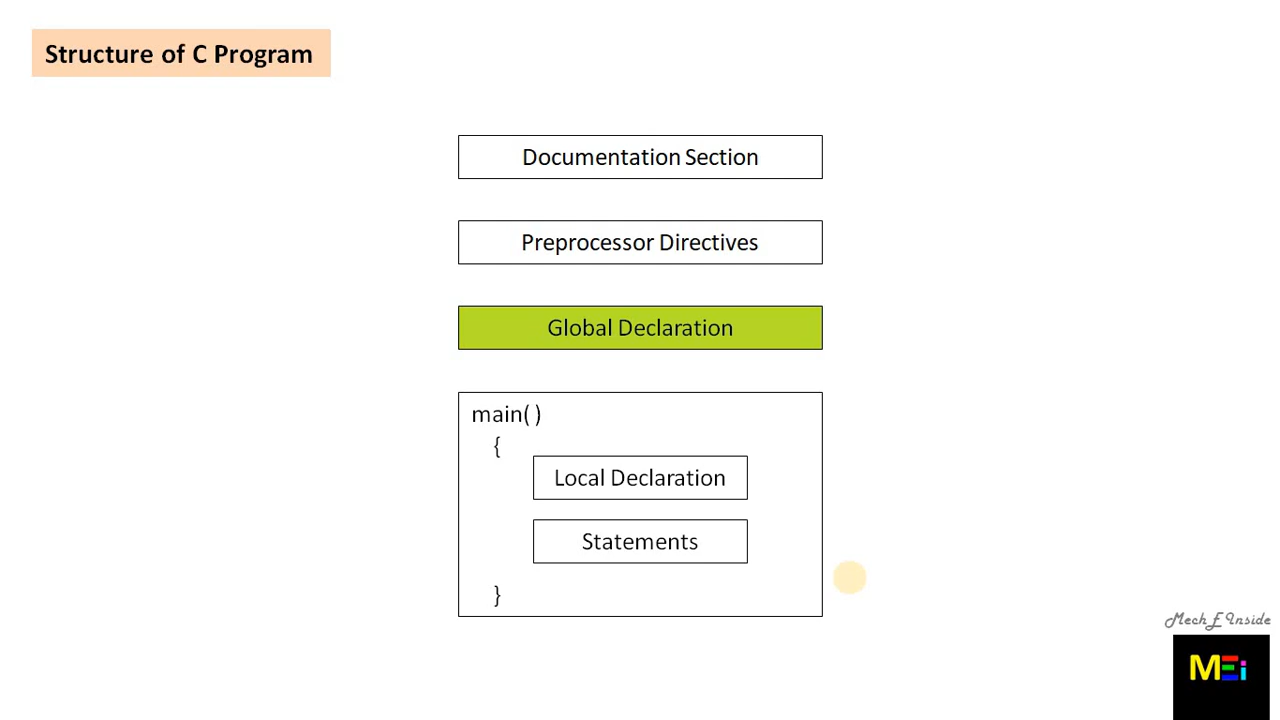 Structure of C Program
Documentation Section
Preprocessor Directives
Global Declaration
main( )
{
Local Declaration
Statements
}
Mech E Inside
MEi